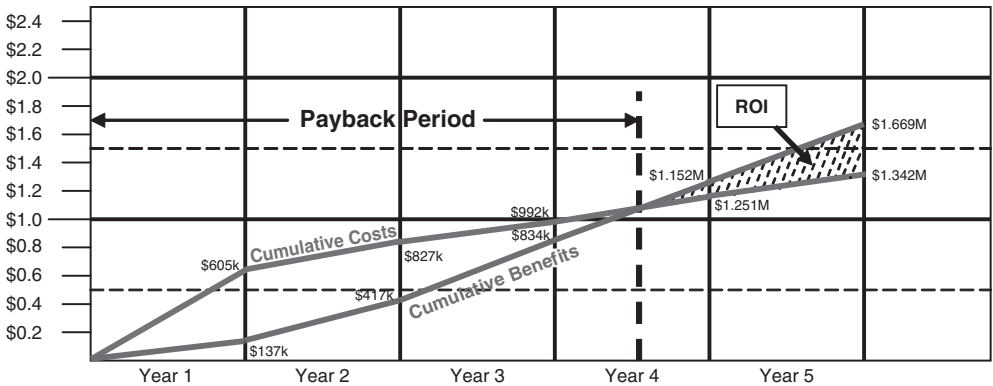 $2.4
$2.2
$2.0
$1.8
$1.6
$1.4
$1.2
$1.0
$0.8
$0.6
$0.4
$0.2
Payback Period
ROI
$1.669M
$1.342M
$1.152M
$1.251M
$992k
$834k
Cumulative Costs
$605k
$827k
Cumulative Benefits
$417k
$137k
Year 1
Year 2
Year 3
Year 4
Year 5